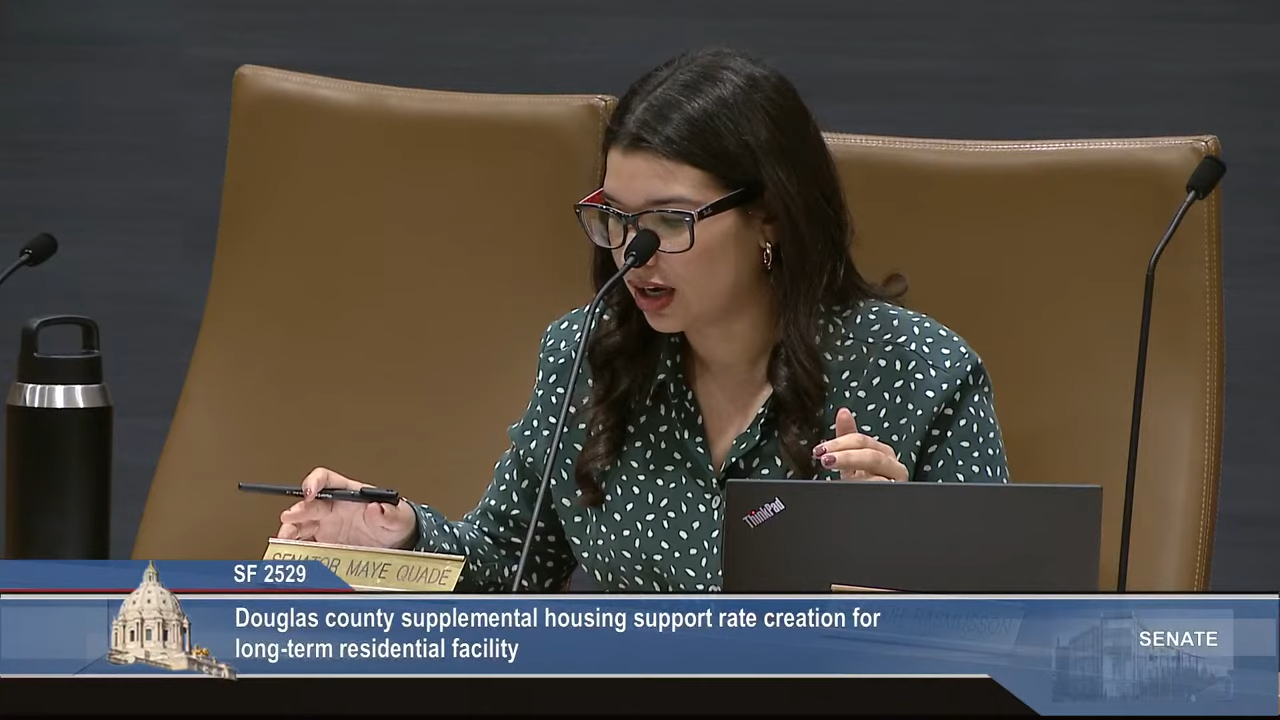 ThinkPad
SENATOR MAYE QUADE
SF 2529
Douglas county supplemental housing support rate creation for
long-term residential facility
RASMUSSON
SENATE